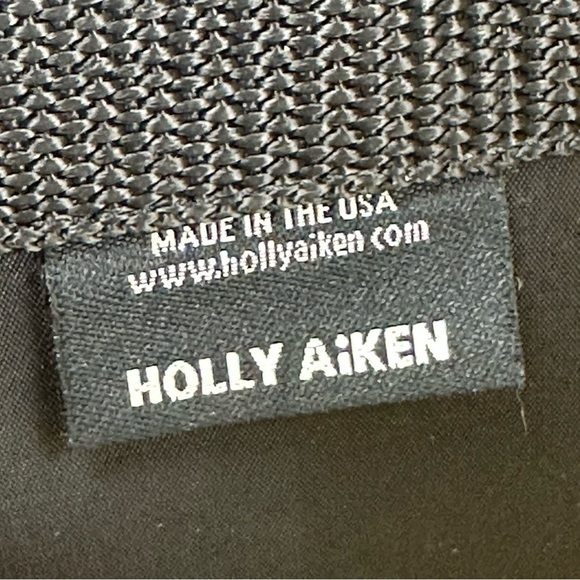 MADE IN THE USA
www.hollyaiken.com
HOLLY AiKEN